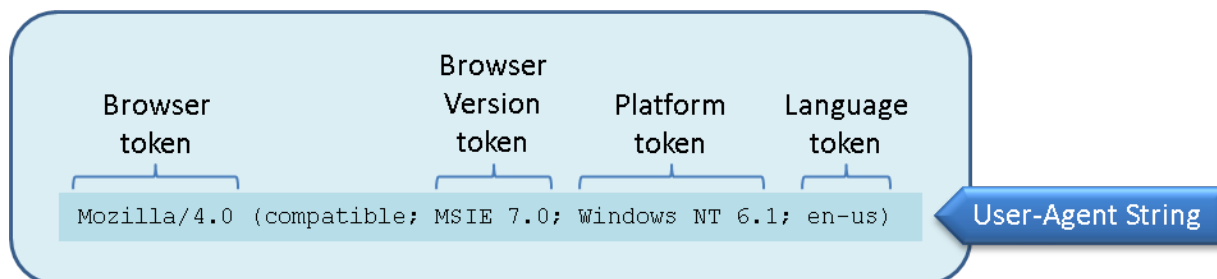 Browser
token
Browser
Version
token
Platform
token
Language
token
Mozilla/4.0 (compatible; MSIE 7.0; Windows NT 6.1; en-us)
User-Agent String